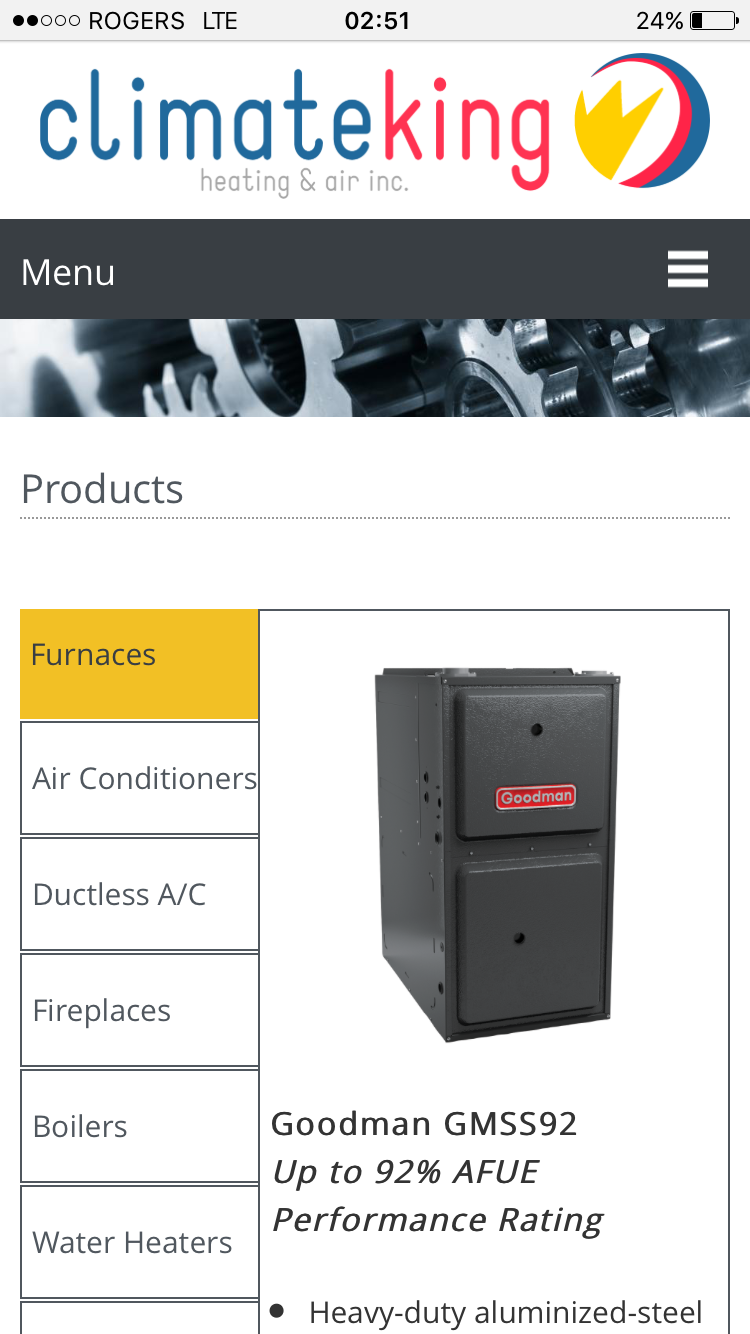 ROGERS LTE 02:51 24%
climateking
heating & air inc.
Menu
Products
Furnaces
Air Conditioners
Ductless A/C
Fireplaces
Boilers
Water Heaters
Goodman
Goodman GMSS92
Up to 92% AFUE
Performance Rating
• Heavy-duty aluminized-steel